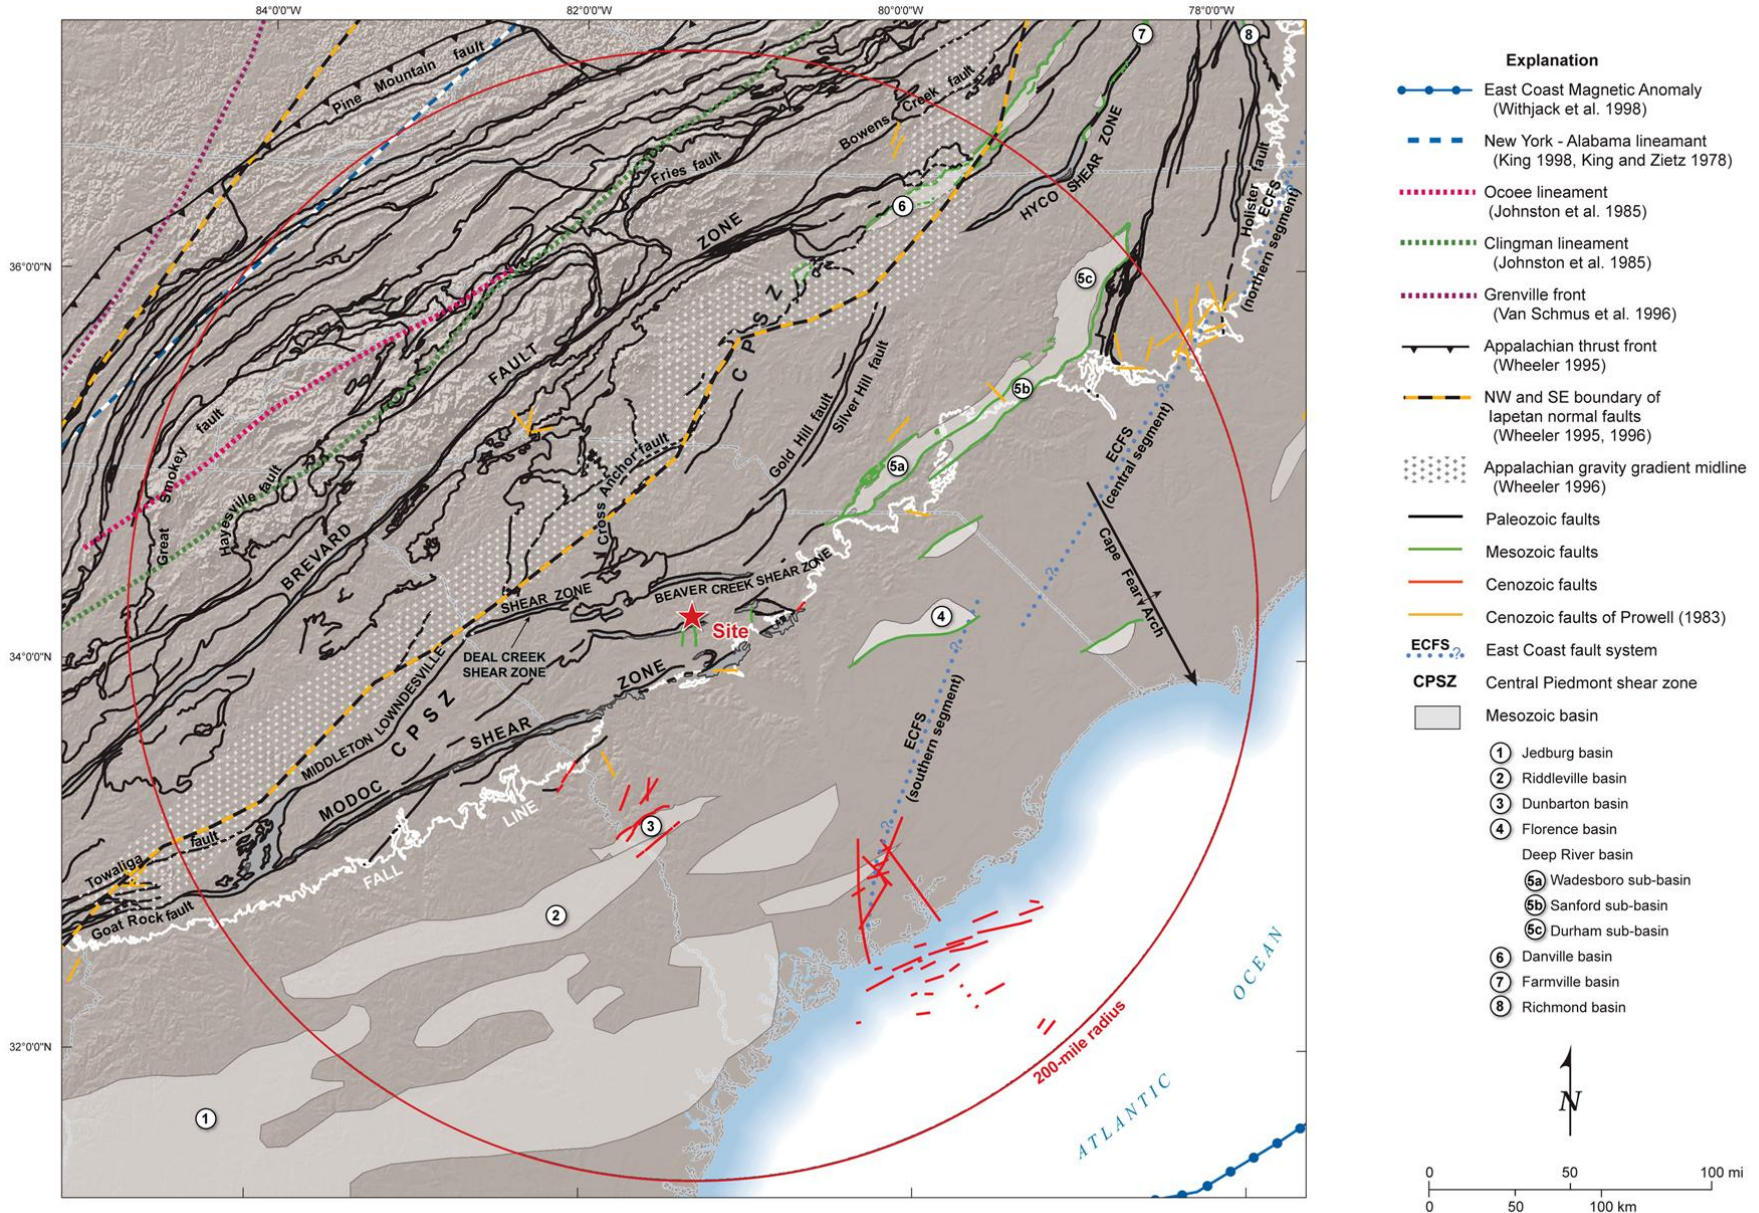 84°0'0"W
82°0'0"W
80°0'0"W
78°0'0"W
36°0'0"N
34°0'0"N
32°0'0"N
Pine Mountain fault
Bowens Creek fault
Fries fault
7
8
6
HYCO SHEAR ZONE
Holister fault
ECFS
(northern segment)
?
BREVARD FAULT ZONE
5c
5b
5a
Great Smokey fault
Hayesville fault
Cross Anchor fault
CPSZ
Gold Hill fault
Silver Hill fault
ECFS
(central segment)
?
?
Cape Fear Arch
SHEAR ZONE
BEAVER CREEK SHEAR ZONE
Site
DEAL CREEK
SHEAR ZONE
4
MIDDLETON LOWNDESVILLE
CPSZ
MODOC SHEAR ZONE
ECFS
(southern segment)
?
?
FALL LINE
3
Towaliga fault
Goat Rock fault
2
1
200-mile radius
ATLANTIC OCEAN
Explanation
East Coast Magnetic Anomaly
(Withjack et al. 1998)
New York - Alabama lineamant
(King 1998, King and Zietz 1978)
Ocoee lineament
(Johnston et al. 1985)
Clingman lineament
(Johnston et al. 1985)
Grenville front
(Van Schmus et al. 1996)
Appalachian thrust front
(Wheeler 1995)
NW and SE boundary of
Iapetan normal faults
(Wheeler 1995, 1996)
Appalachian gravity gradient midline
(Wheeler 1996)
Paleozoic faults
Mesozoic faults
Cenozoic faults
Cenozoic faults of Prowell (1983)
ECFS ? East Coast fault system
CPSZ Central Piedmont shear zone
Mesozoic basin
1 Jedburg basin
2 Riddleville basin
3 Dunbarton basin
4 Florence basin
Deep River basin
5a Wadesboro sub-basin
5b Sanford sub-basin
5c Durham sub-basin
6 Danville basin
7 Farmville basin
8 Richmond basin
N
0 50 100 mi
0 50 100 km